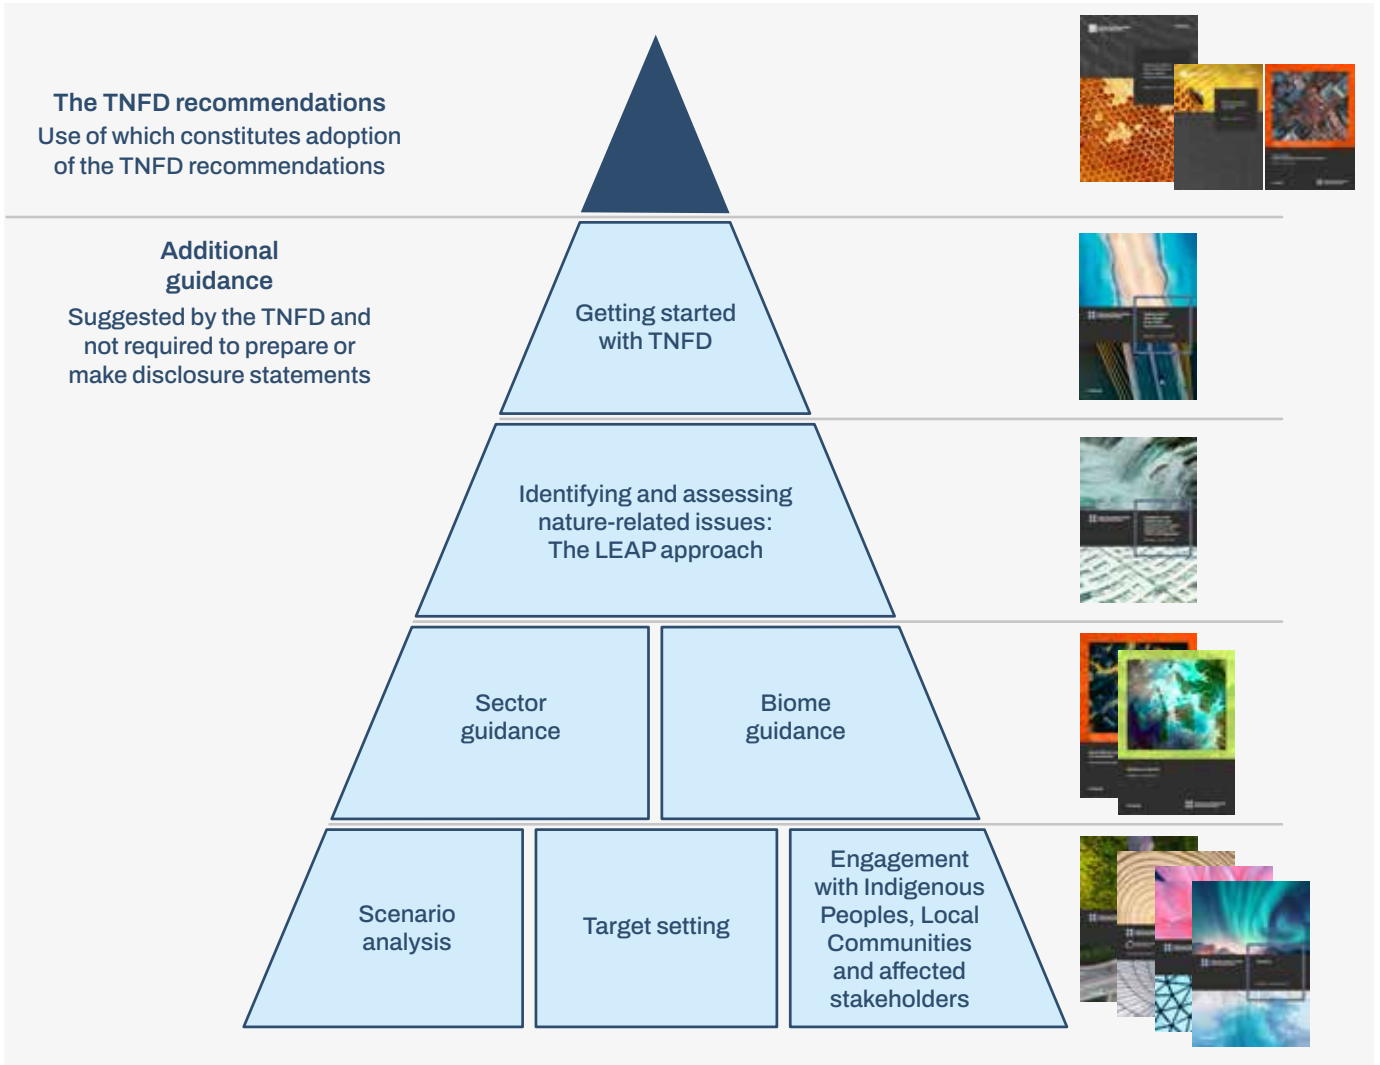 The TNFD recommendations
Use of which constitutes adoption
of the TNFD recommendations
Additional
guidance
Suggested by the TNFD and
not required to prepare or
make disclosure statements
Getting started
with TNFD
Identifying and assessing
nature-related issues:
The LEAP approach
Sector
guidance
Biome
guidance
Scenario
analysis
Target setting
Engagement
with Indigenous
Peoples, Local
Communities
and affected
stakeholders